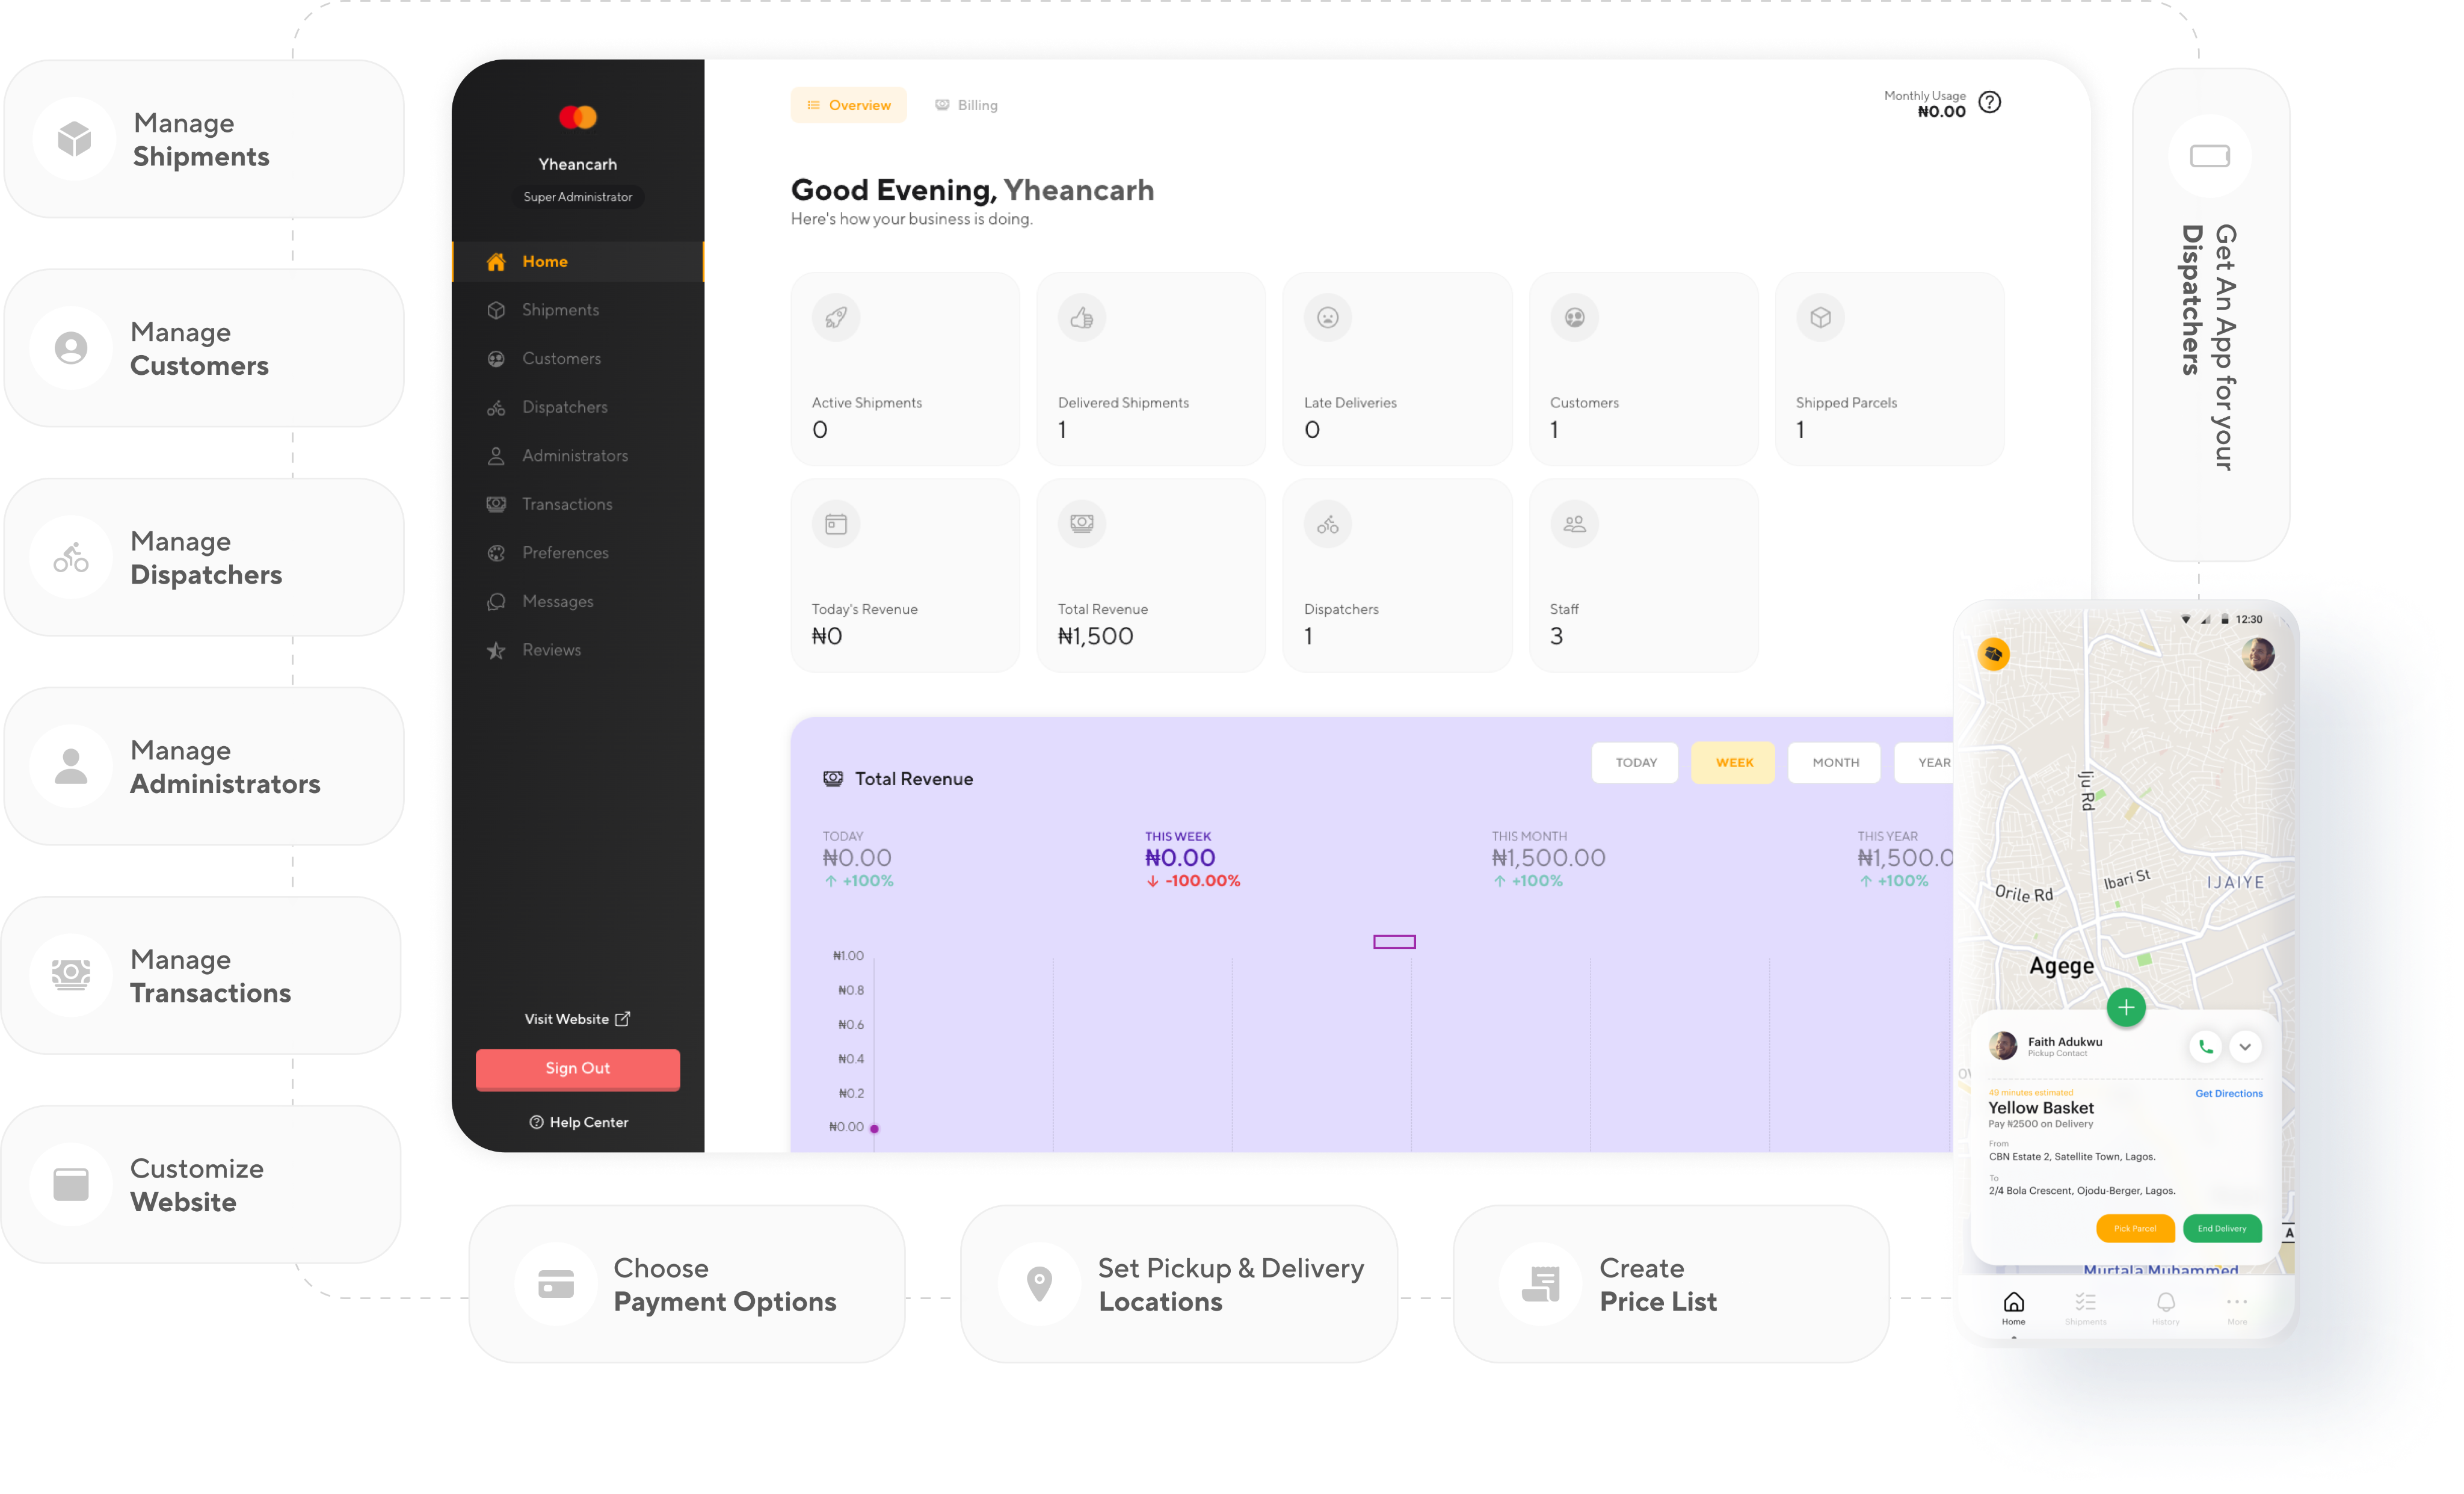 Manage
Shipments
Manage
Customers
Manage
Dispatchers
Manage
Administrators
Manage
Transactions
Customize
Website
Yheancarh
Super Administrator
Home
Shipments
Customers
Dispatchers
Administrators
Transactions
Preferences
Messages
Reviews
Visit Website
Sign Out
Help Center
Overview
Billing
Monthly Usage
₦0.00
Good Evening, Yheancarh
Here's how your business is doing.
Active Shipments
0
Delivered Shipments
1
Late Deliveries
0
Customers
1
Shipped Parcels
1
Today's Revenue
₦0
Total Revenue
₦1,500
Dispatchers
1
Staff
3
Total Revenue
TODAY
WEEK
MONTH
YEAR
TODAY
₦0.00
+100%
THIS WEEK
₦0.00
-100.00%
THIS MONTH
₦1,500.00
+100%
THIS YEAR
₦1,500.0
+100%
₦1.00
₦0.8
₦0.6
₦0.4
₦0.2
₦0.00
Get An App for your
Dispatchers
12:30
Iju Rd
Ibari St
IJAIYE
Orile Rd
Agege
Faith Adukwu
Pickup Contact
49 minutes estimated
Get Directions
Yellow Basket
Pay ₦2500 on Delivery
From
CBN Estate 2, Satellite Town, Lagos.
To
2/4 Bola Crescent, Ojodu-Berger, Lagos.
Pick Parcel
End Delivery
A
Murtala Muhammed
Home
Shipments
History
More
Choose
Payment Options
Set Pickup & Delivery
Locations
Create
Price List